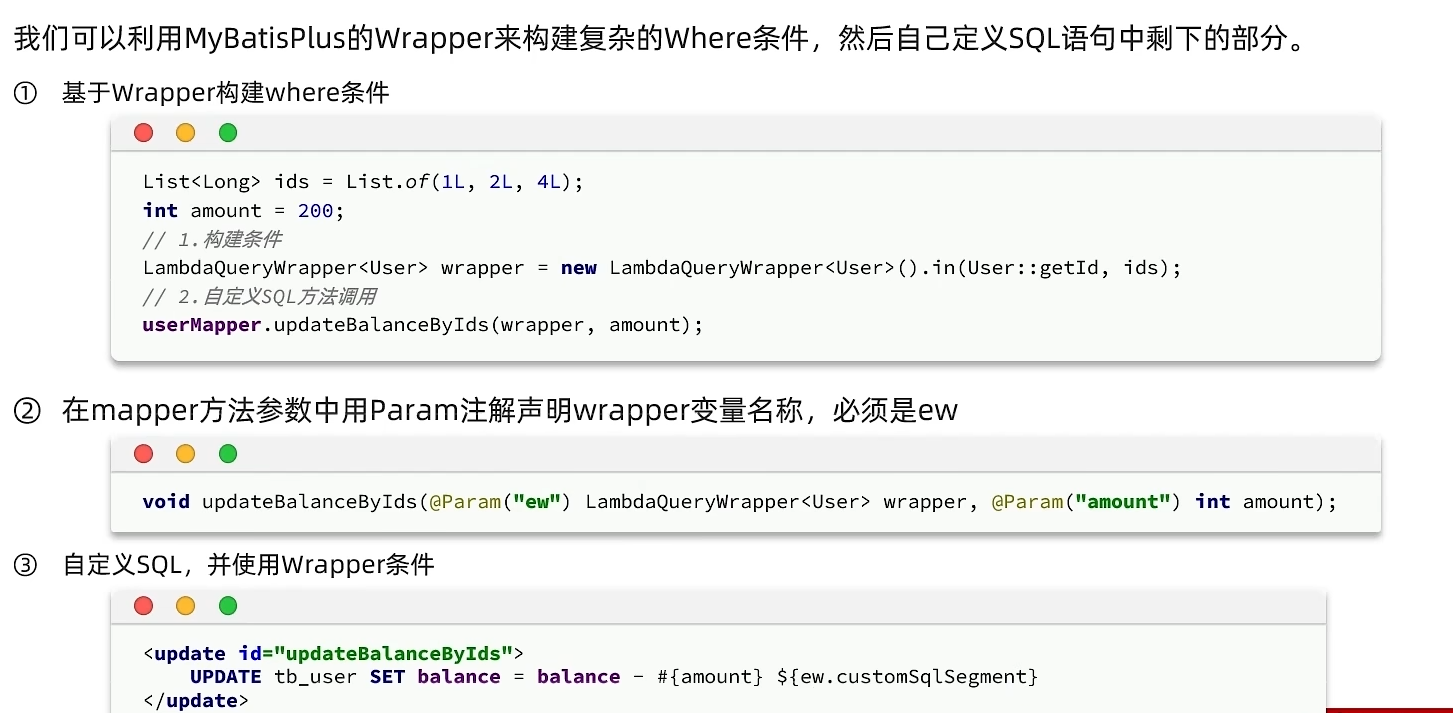 我们可以利用MyBatisPlus的Wrapper来构建复杂的Where条件，然后自己定义SQL语句中剩下的部分。
① 基于Wrapper构建where条件
List<Long> ids = List.of(1L, 2L, 4L);
int amount = 200;
// 1.构建条件
LambdaQueryWrapper<User> wrapper = new LambdaQueryWrapper<User>().in(User::getId, ids);
// 2.自定义SQL方法调用
userMapper.updateBalanceByIds(wrapper, amount);
② 在mapper方法参数中用Param注解声明wrapper变量名称，必须是ew
void updateBalanceByIds(@Param("ew") LambdaQueryWrapper<User> wrapper, @Param("amount") int amount);
③ 自定义SQL，并使用Wrapper条件
<update id="updateBalanceByIds">
    UPDATE tb_user SET balance = balance - #{amount} ${ew.customSqlSegment}
</update>